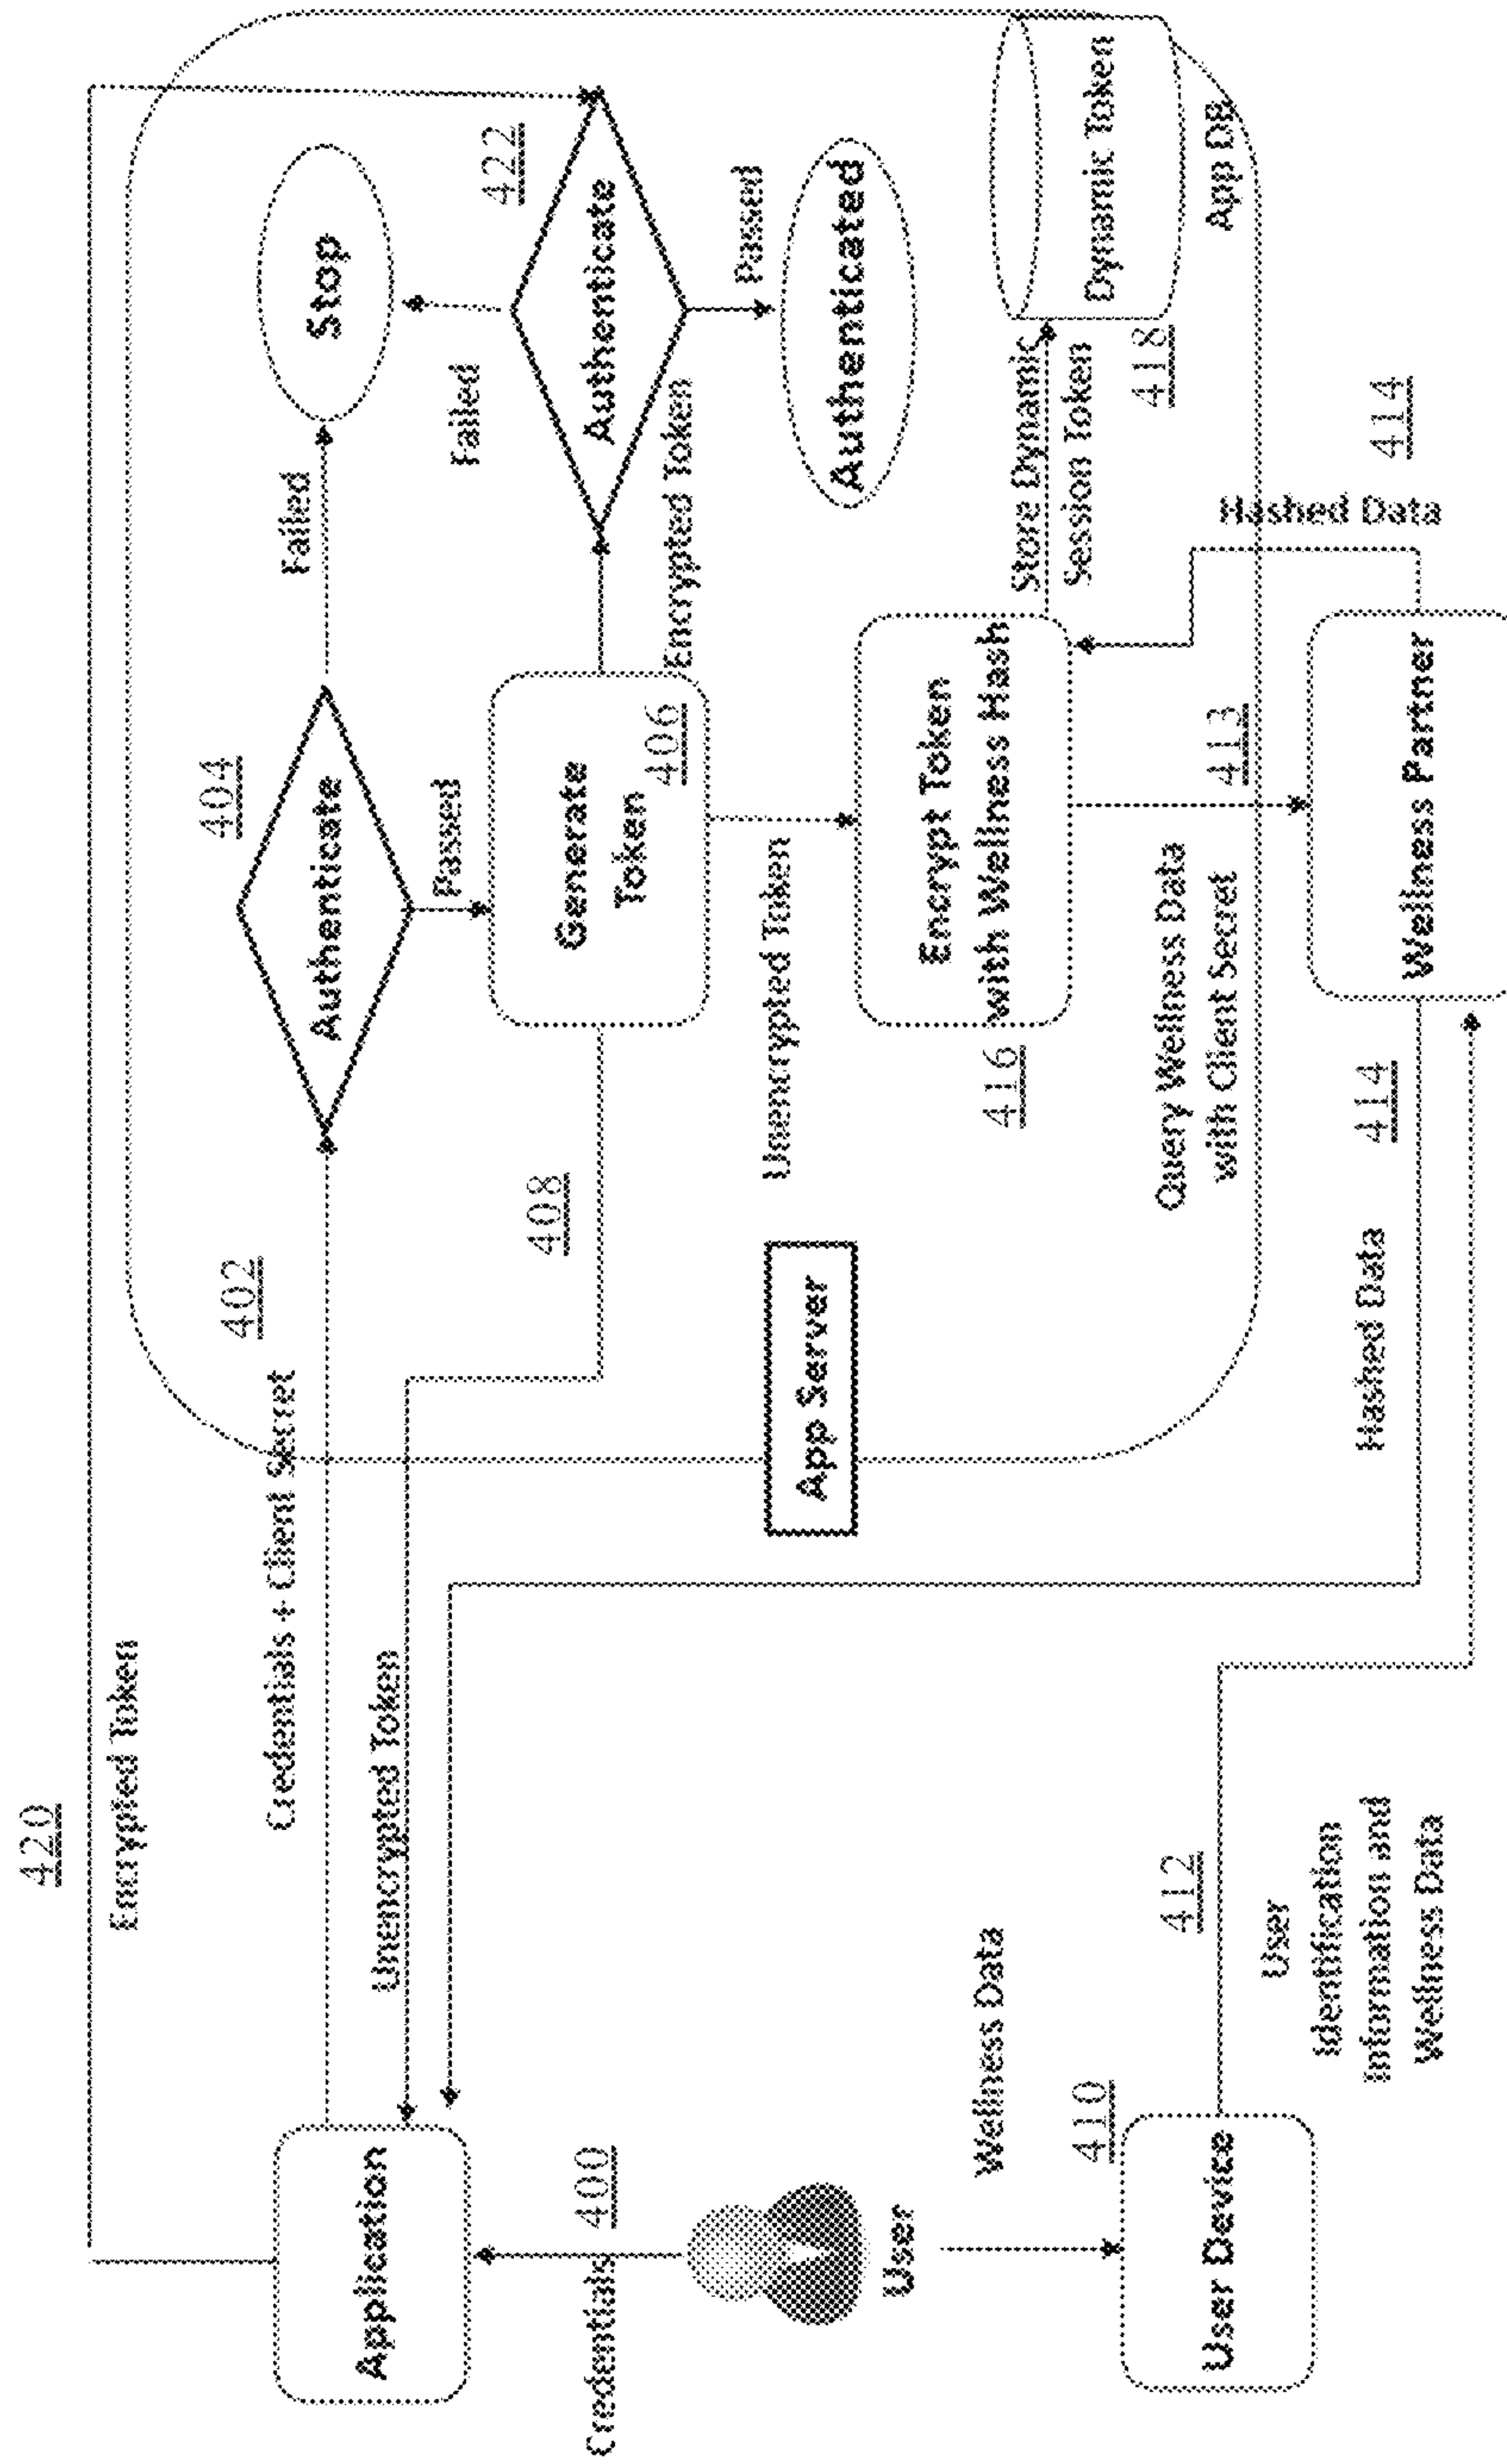 420
Encrypted Token
402
Credentials + Client Secret
Unencrypted Token
Application
404
Authenticate
Failed
Stop
Passed
422
Failed
Authenticate
Passed
Authenticated
408
Generate
Token
406
Encrypted Token
Unencrypted Token
App Server
Credentials
400
User
416
Encrypt Token
with Wellness Hash
Store Dynamic
Session Token
418
Dynamic Token
App DB
Wellness Data
410
User Device
412
User
Identification
Information and
Wellness Data
Query Wellness Data
with Client Secret
413
Hashed Data
414
Hashed Data
414
Wellness Partner